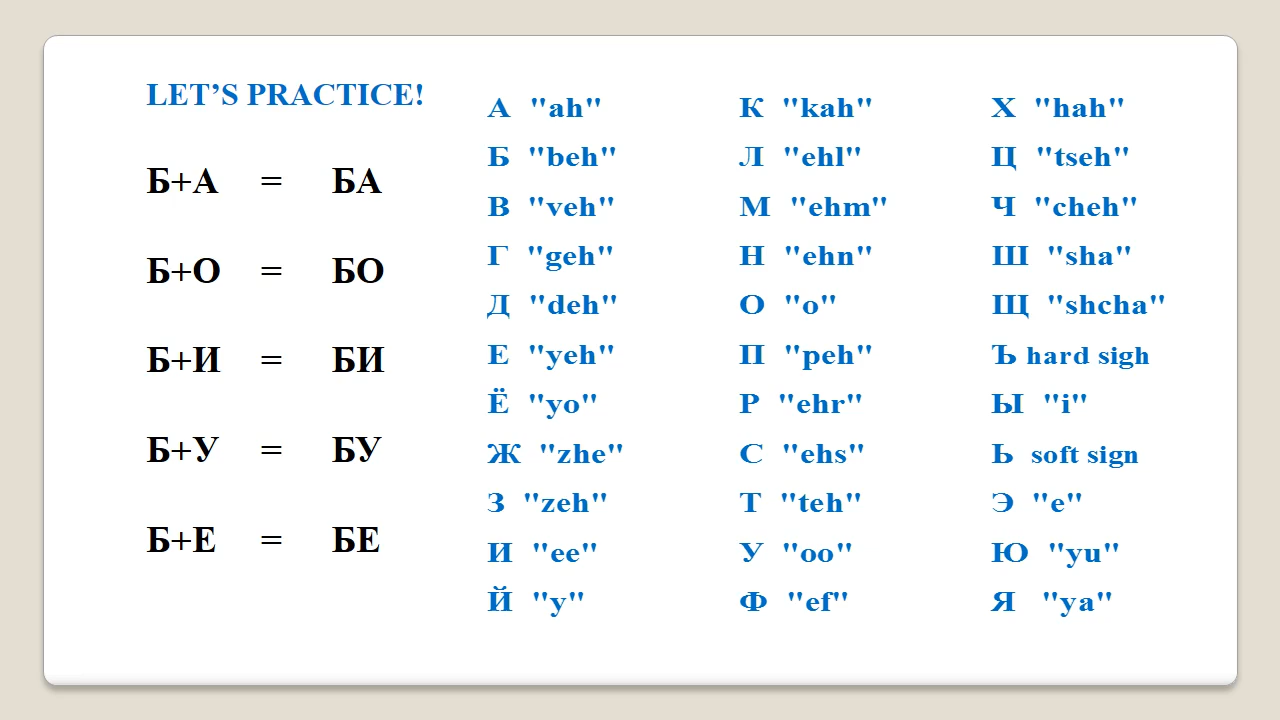 LET’S PRACTICE!
Б+А = БА
Б+О = БО
Б+И = БИ
Б+У = БУ
Б+Е = БЕ
А "ah"
Б "beh"
В "veh"
Г "geh"
Д "deh"
Е "yeh"
Ё "yo"
Ж "zhe"
З "zeh"
И "ee"
Й "y"
К "kah"
Л "ehl"
М "ehm"
Н "ehn"
О "o"
П "peh"
Р "ehr"
С "ehs"
Т "teh"
У "oo"
Ф "ef"
Х "hah"
Ц "tseh"
Ч "cheh"
Ш "sha"
Щ "shcha"
Ъ hard sigh
Ы "i"
Ь soft sign
Э "e"
Ю "yu"
Я "ya"